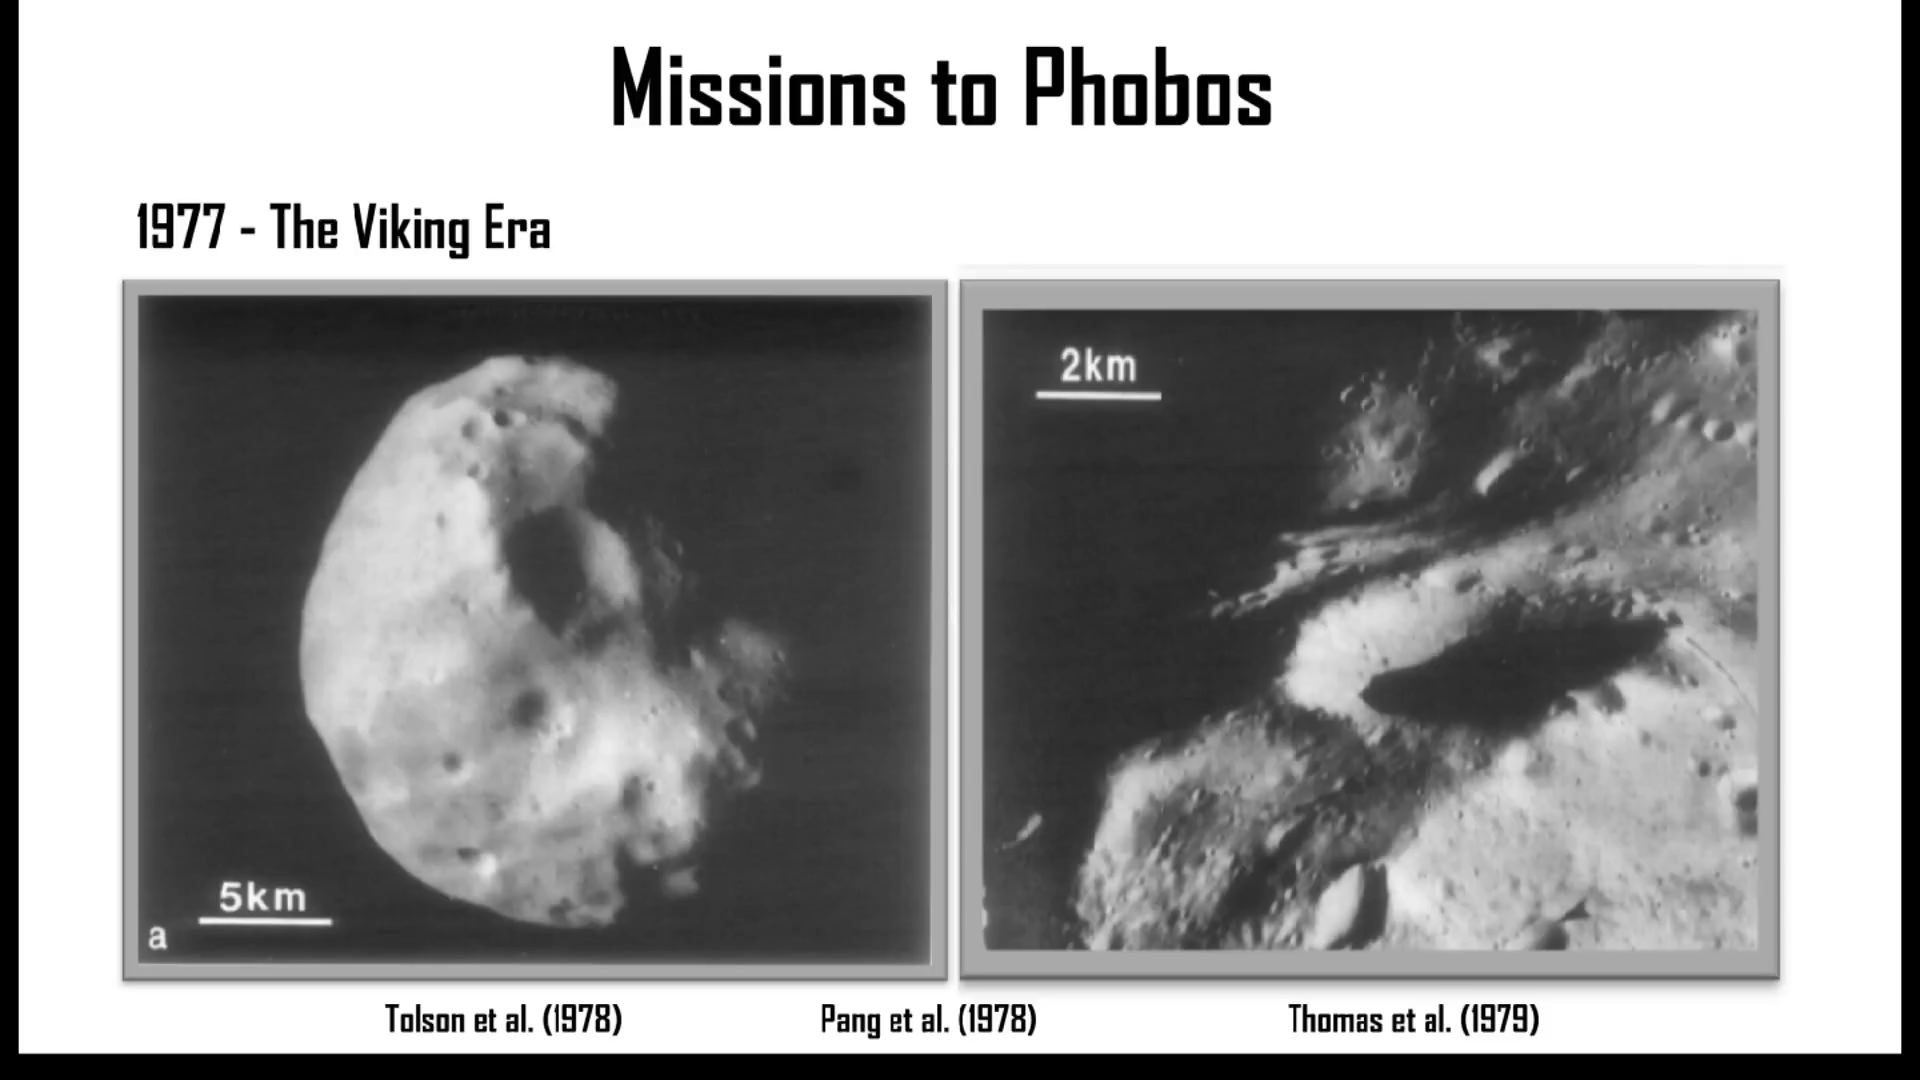 Missions to Phobos
1977 - The Viking Era
2km
5km
a
Tolson et al. (1978) Pang et al. (1978) Thomas et al. (1979)